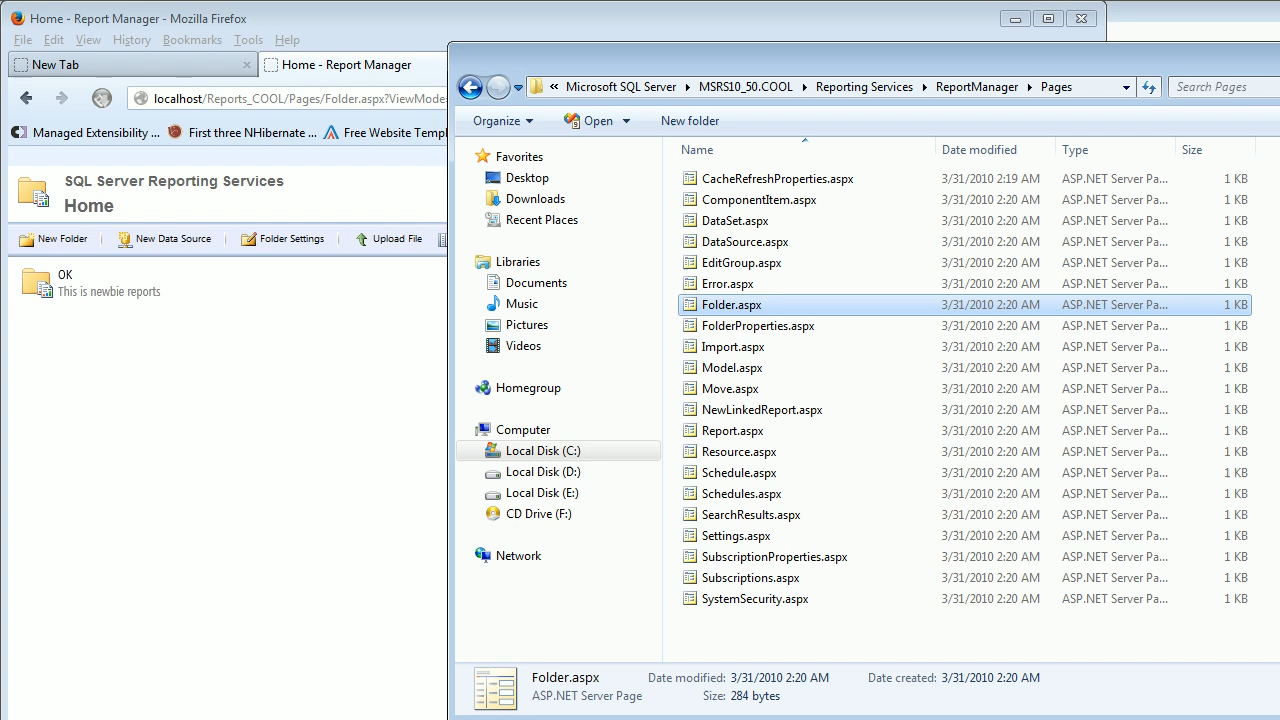 Home - Report Manager - Mozilla Firefox
File Edit View History Bookmarks Tools Help
New Tab
Home - Report Manager
localhost/Reports_COOL/Pages/Folder.aspx?ViewMode:
Managed Extensibility ... First three NHibernate ... Free Website Templ
SQL Server Reporting Services
Home
New Folder New Data Source Folder Settings Upload File
OK
This is newbie reports
« Microsoft SQL Server MSRS10_50.COOL Reporting Services ReportManager Pages
Search Pages
Organize Open New folder
Favorites
Desktop
Downloads
Recent Places
Libraries
Documents
Music
Pictures
Videos
Homegroup
Computer
Local Disk (C:)
Local Disk (D:)
Local Disk (E:)
CD Drive (F:)
Network
Name Date modified Type Size
CacheRefreshProperties.aspx 3/31/2010 2:19 AM ASP.NET Server Pa... 1 KB
ComponentItem.aspx 3/31/2010 2:20 AM ASP.NET Server Pa... 1 KB
DataSet.aspx 3/31/2010 2:20 AM ASP.NET Server Pa... 1 KB
DataSource.aspx 3/31/2010 2:20 AM ASP.NET Server Pa... 1 KB
EditGroup.aspx 3/31/2010 2:20 AM ASP.NET Server Pa... 1 KB
Error.aspx 3/31/2010 2:20 AM ASP.NET Server Pa... 1 KB
Folder.aspx 3/31/2010 2:20 AM ASP.NET Server Pa... 1 KB
FolderProperties.aspx 3/31/2010 2:20 AM ASP.NET Server Pa... 1 KB
Import.aspx 3/31/2010 2:20 AM ASP.NET Server Pa... 1 KB
Model.aspx 3/31/2010 2:20 AM ASP.NET Server Pa... 1 KB
Move.aspx 3/31/2010 2:20 AM ASP.NET Server Pa... 1 KB
NewLinkedReport.aspx 3/31/2010 2:20 AM ASP.NET Server Pa... 1 KB
Report.aspx 3/31/2010 2:20 AM ASP.NET Server Pa... 1 KB
Resource.aspx 3/31/2010 2:20 AM ASP.NET Server Pa... 1 KB
Schedule.aspx 3/31/2010 2:20 AM ASP.NET Server Pa... 1 KB
Schedules.aspx 3/31/2010 2:20 AM ASP.NET Server Pa... 1 KB
SearchResults.aspx 3/31/2010 2:20 AM ASP.NET Server Pa... 1 KB
Settings.aspx 3/31/2010 2:20 AM ASP.NET Server Pa... 1 KB
SubscriptionProperties.aspx 3/31/2010 2:20 AM ASP.NET Server Pa... 1 KB
Subscriptions.aspx 3/31/2010 2:20 AM ASP.NET Server Pa... 1 KB
SystemSecurity.aspx 3/31/2010 2:20 AM ASP.NET Server Pa... 1 KB
Folder.aspx Date modified: 3/31/2010 2:20 AM Date created: 3/31/2010 2:20 AM
ASP.NET Server Page Size: 284 bytes